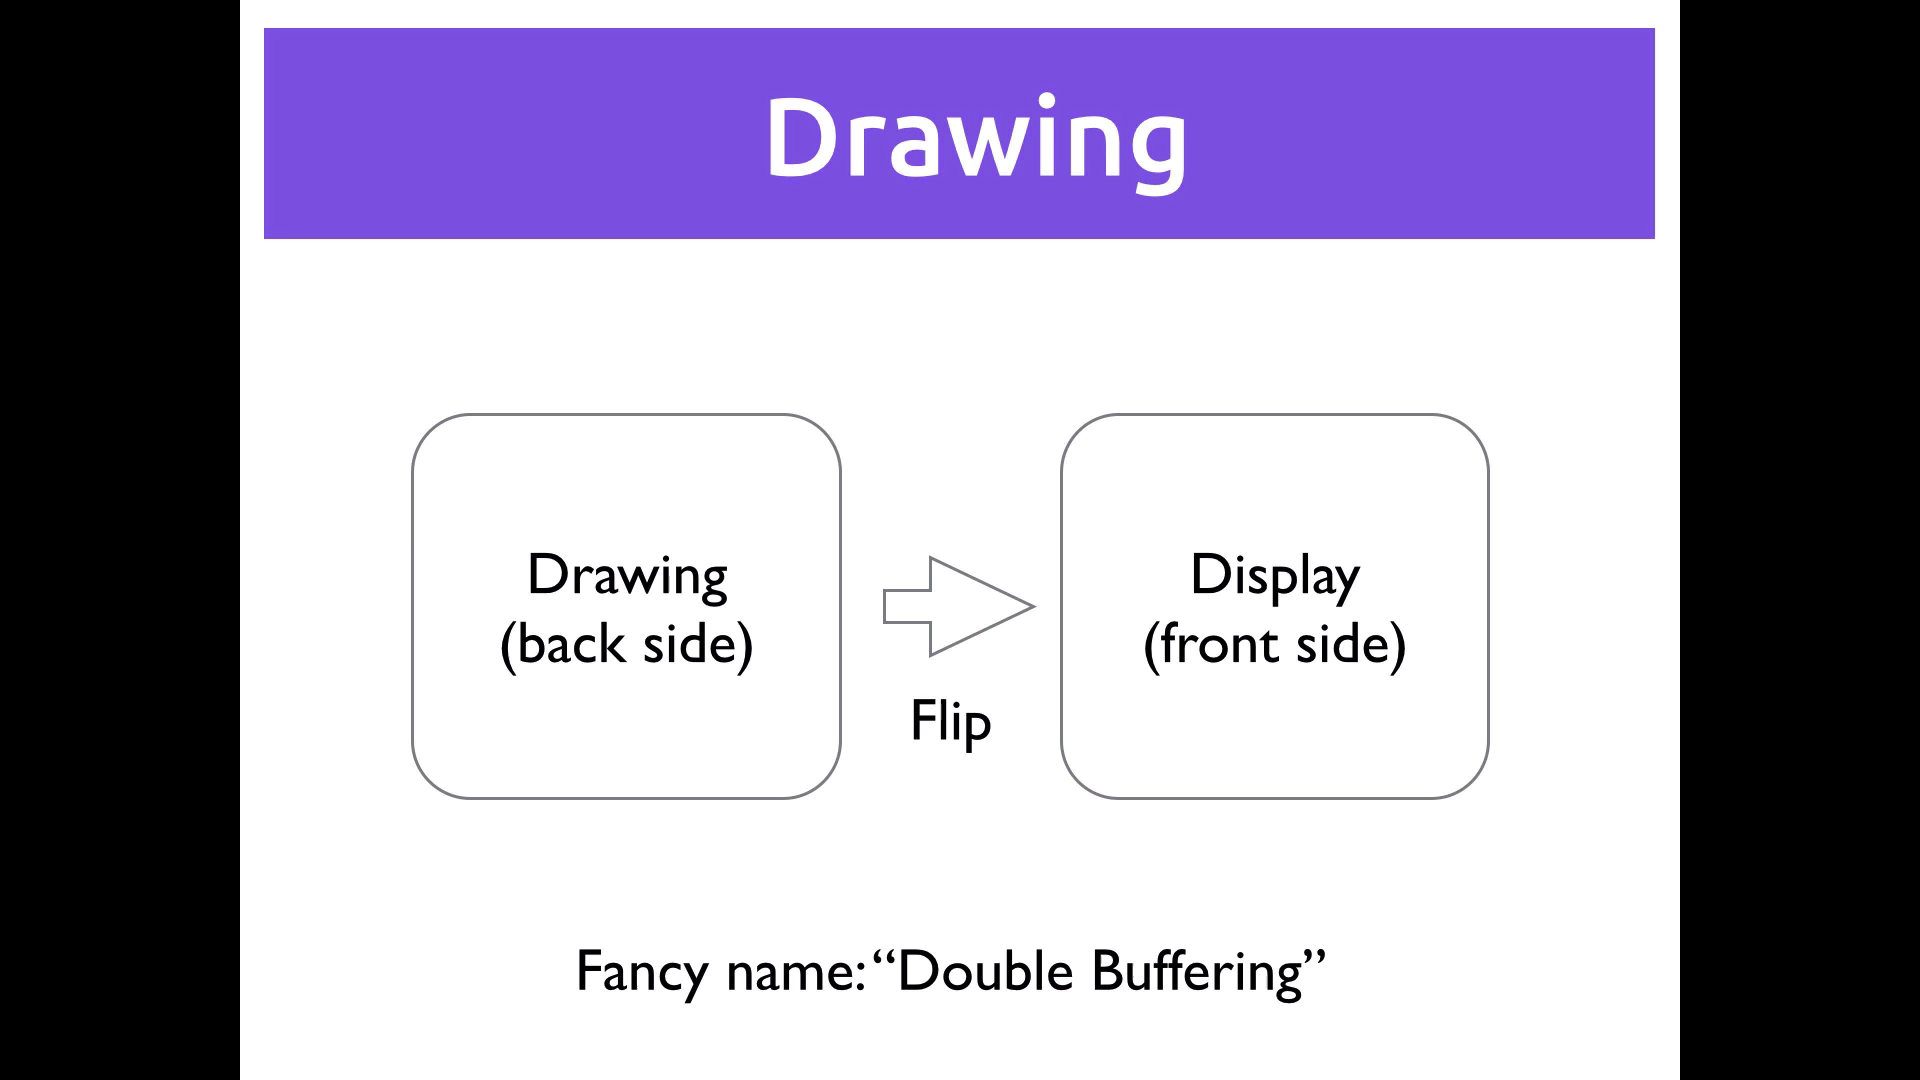 Drawing
Drawing
(back side)
Flip
Display
(front side)
Fancy name: “Double Buffering”